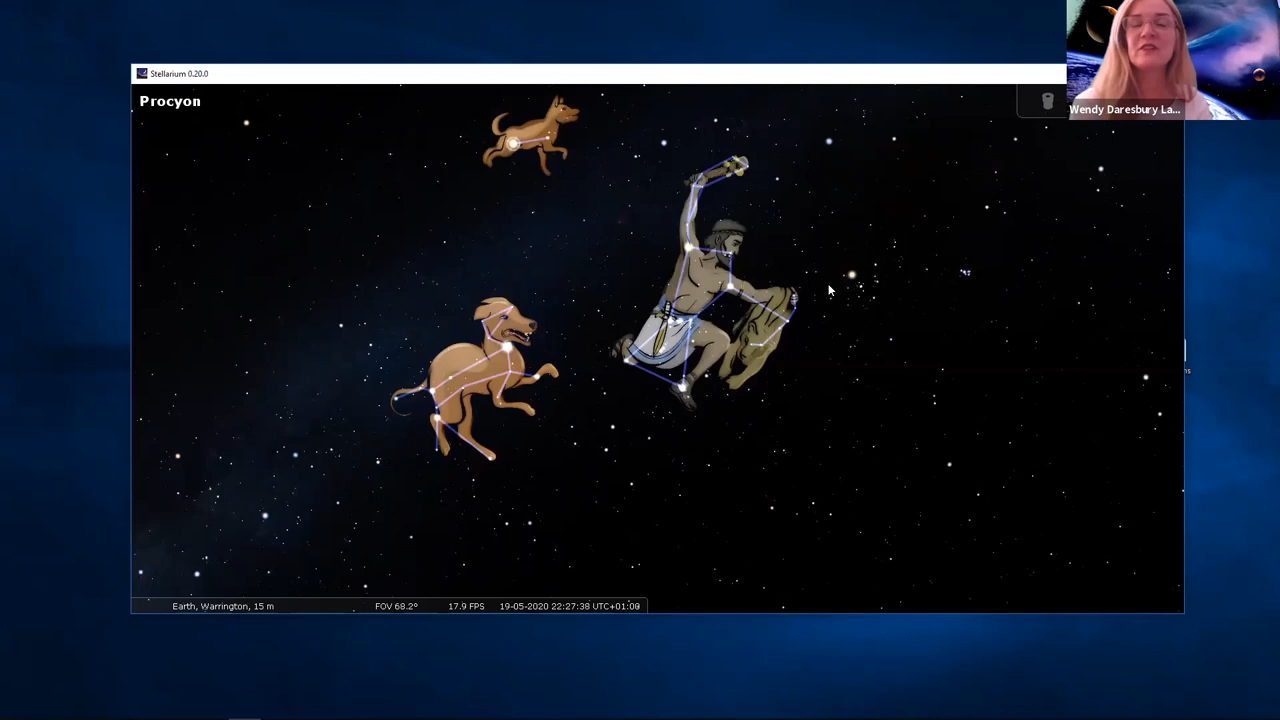 Stellarium 0.20.0
Procyon
Wendy Daresbury La...
ns
Earth, Warrington, 15 m
FOV 68.2°
17.9 FPS
19-05-2020 22:27:38 UTC+01:00